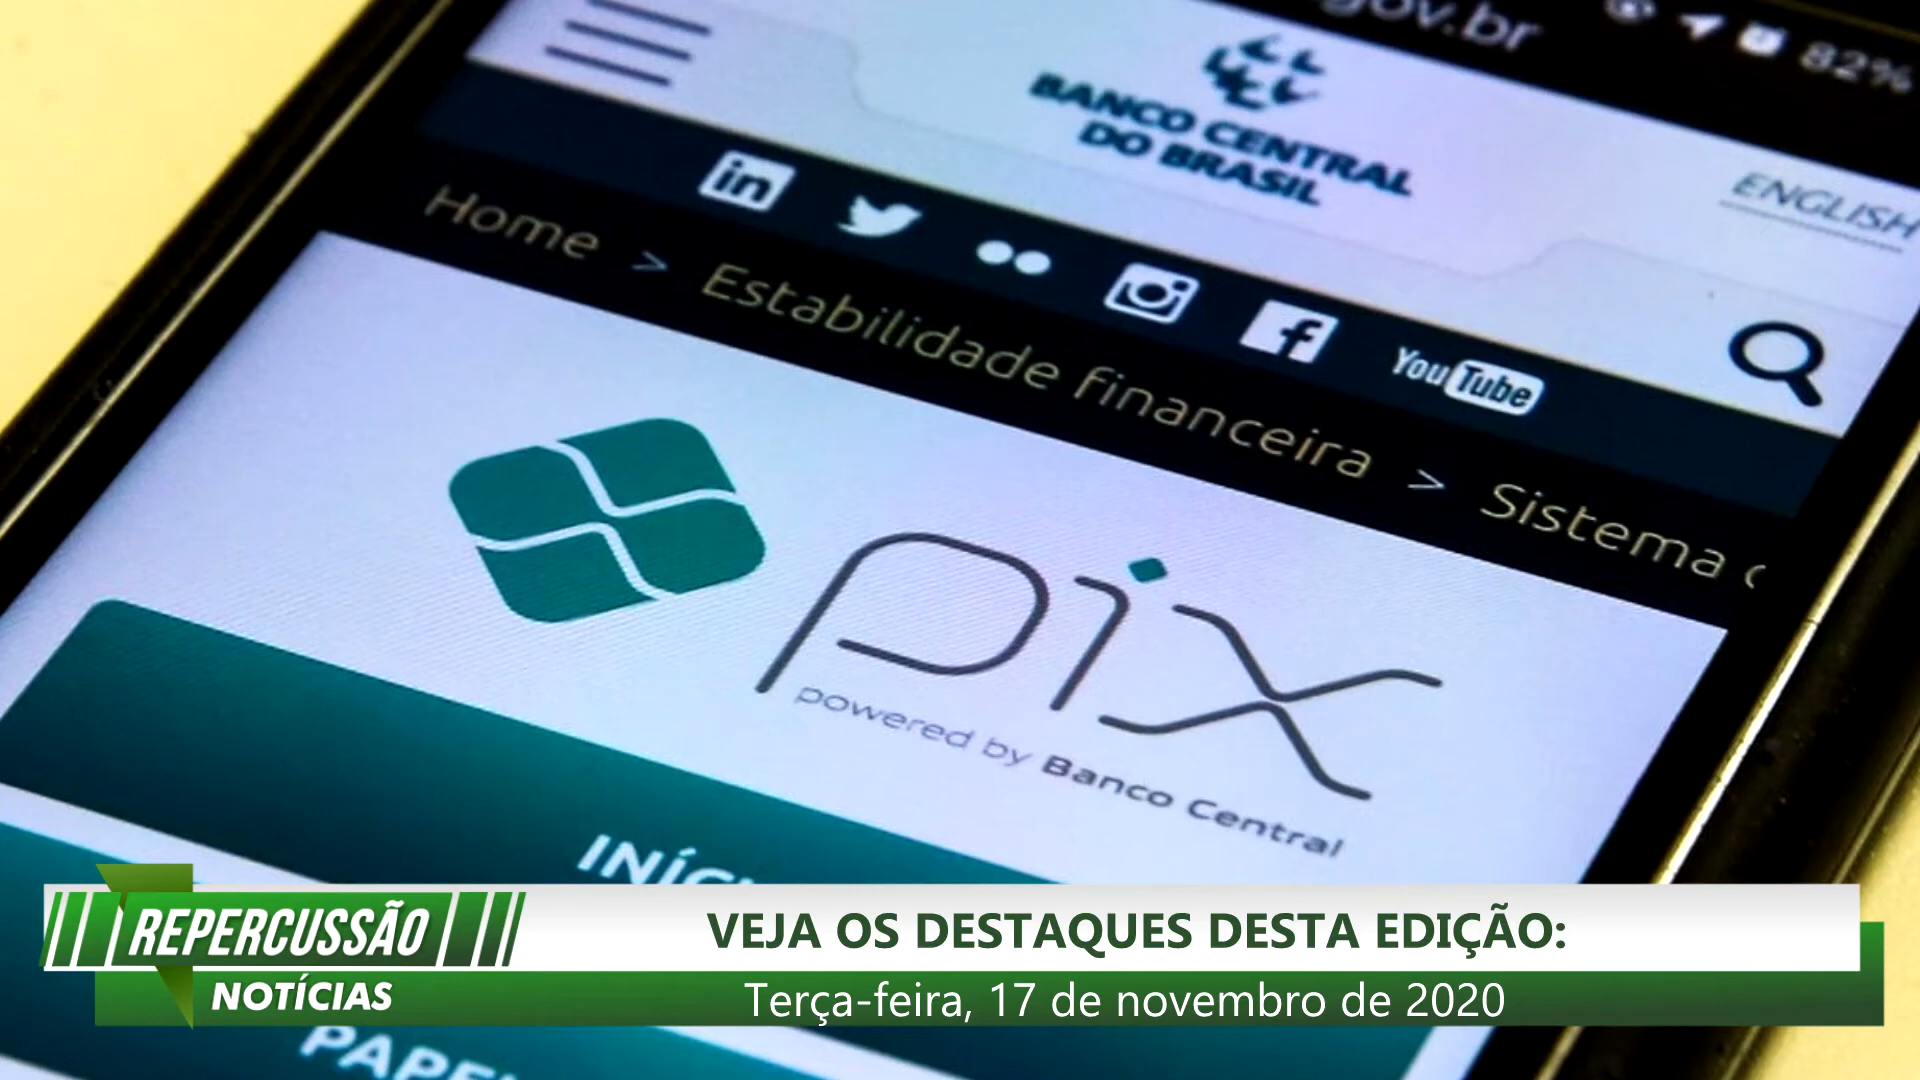 .gov.br
82%
BANCO CENTRAL
DO BRASIL
ENGLISH
in
f
YouTube
Home > Estabilidade financeira > Sistema
pix
powered by Banco Central
REPERCUSSÃO
NOTÍCIAS
VEJA OS DESTAQUES DESTA EDIÇÃO:
Terça-feira, 17 de novembro de 2020